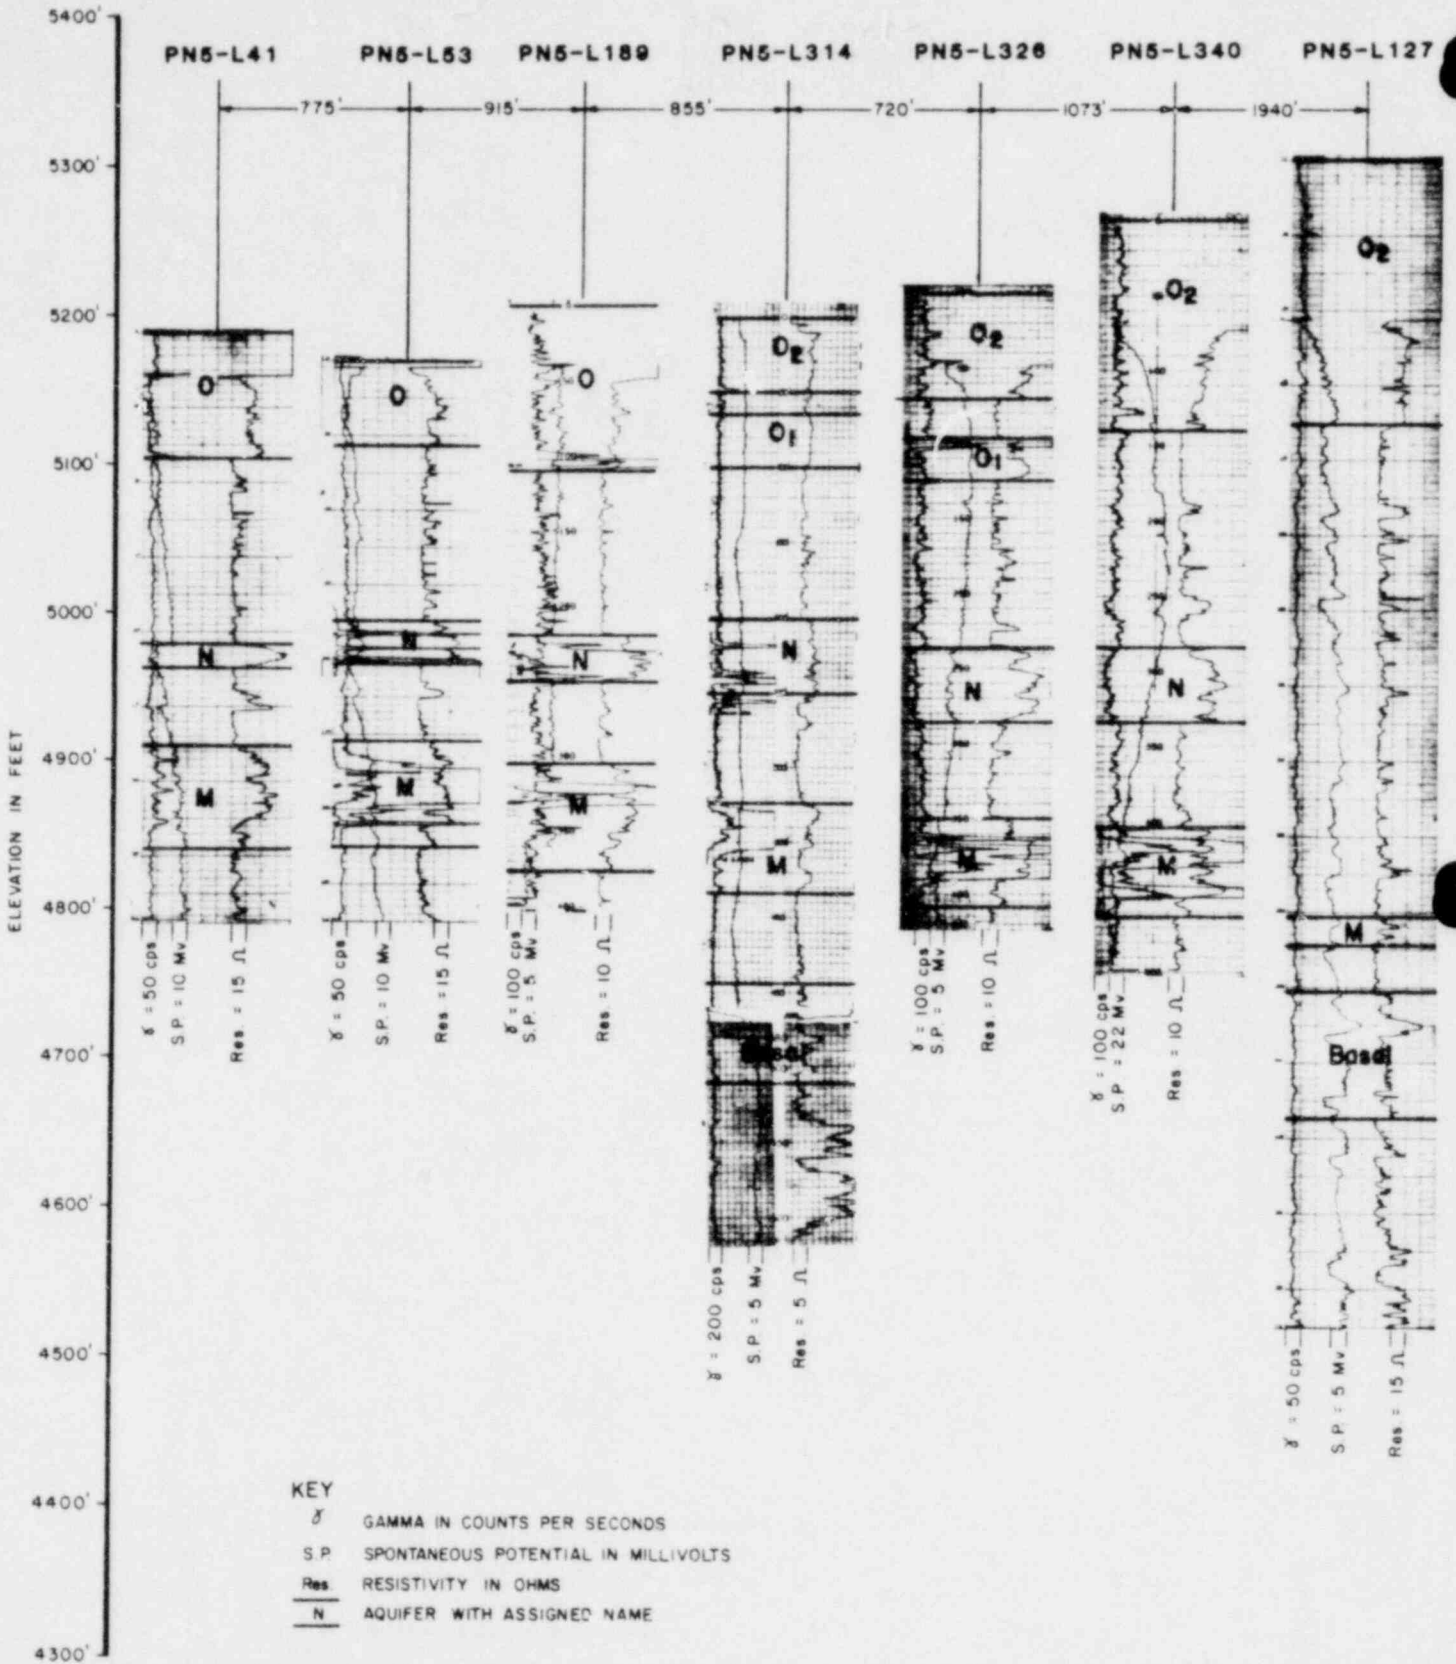 PN5-L41 PN5-L53 PN5-L189 PN5-L314 PN5-L326 PN5-L340 PN5-L127
775' 915' 855' 720' 1073' 1940'
ELEVATION IN FEET
5400'
5300'
5200'
5100'
5000'
4900'
4800'
4700'
4600'
4500'
4400'
4300'
O N M
O N M
O N M
O2 O1 N M Basal
O2 O1 N M
O2 N M
O2 M Basal
γ = 50 cps
S.P. = 10 Mv
Res. = 15 Ω
γ = 50 cps
S.P. = 10 Mv
Res. = 15 Ω
γ = 100 cps
S.P. = 5 Mv
Res. = 10 Ω
γ = 200 cps
S.P. = 5 Mv
Res. = 5 Ω
γ = 100 cps
S.P. = 5 Mv
Res. = 10 Ω
γ = 100 cps
S.P. = 22 Mv
Res. = 10 Ω
γ = 50 cps
S.P. = 5 Mv
Res. = 15 Ω
KEY
γ GAMMA IN COUNTS PER SECONDS
S.P. SPONTANEOUS POTENTIAL IN MILLIVOLTS
Res. RESISTIVITY IN OHMS
N AQUIFER WITH ASSIGNED NAME